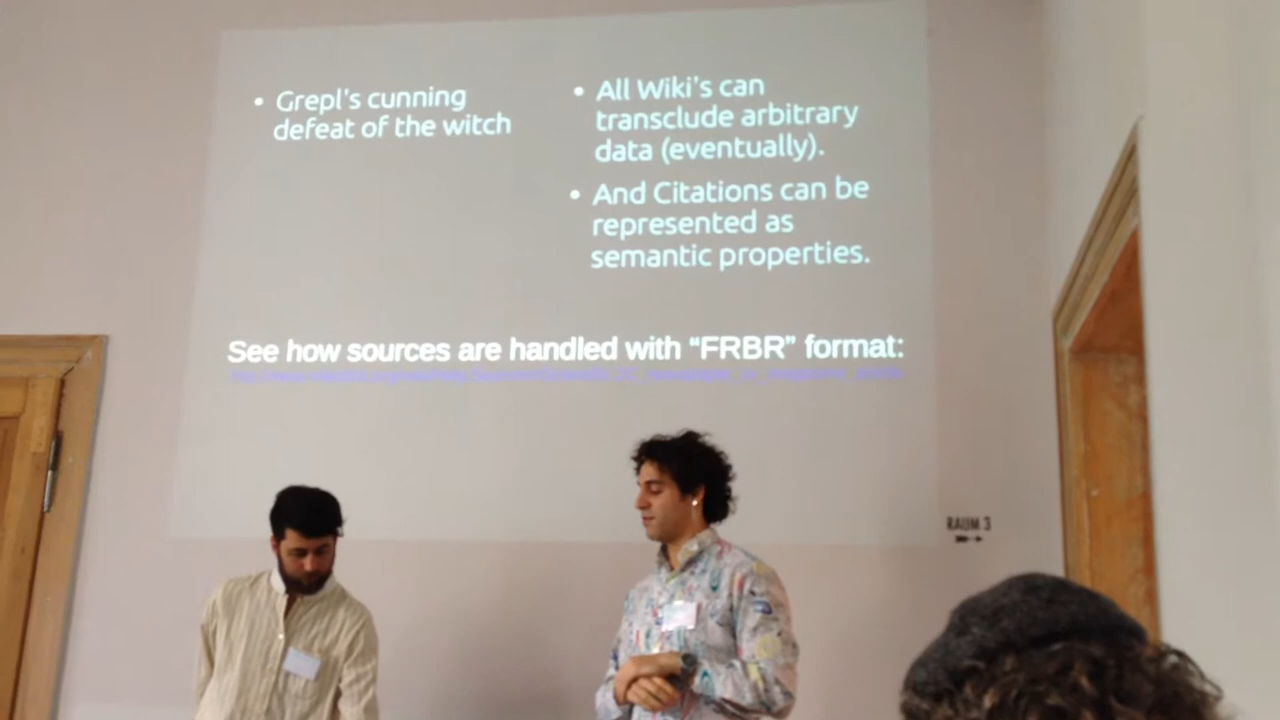 • Grepl's cunning
defeat of the witch
• All Wiki's can
transclude arbitrary
data (eventually).
• And Citations can be
represented as
semantic properties.
See how sources are handled with “FRBR” format:
RAUM 3